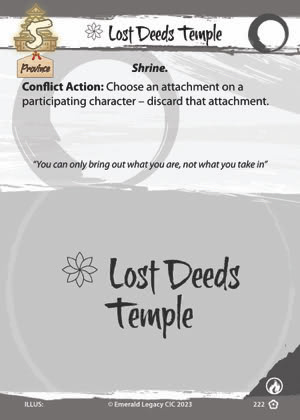 5
Lost Deeds Temple
Province
Shrine.
Conflict Action: Choose an attachment on a
participating character – discard that attachment.
“You can only bring out what you are, not what you take in”
Lost Deeds
Temple
ILLUS:
© Emerald Legacy CIC 2023
222